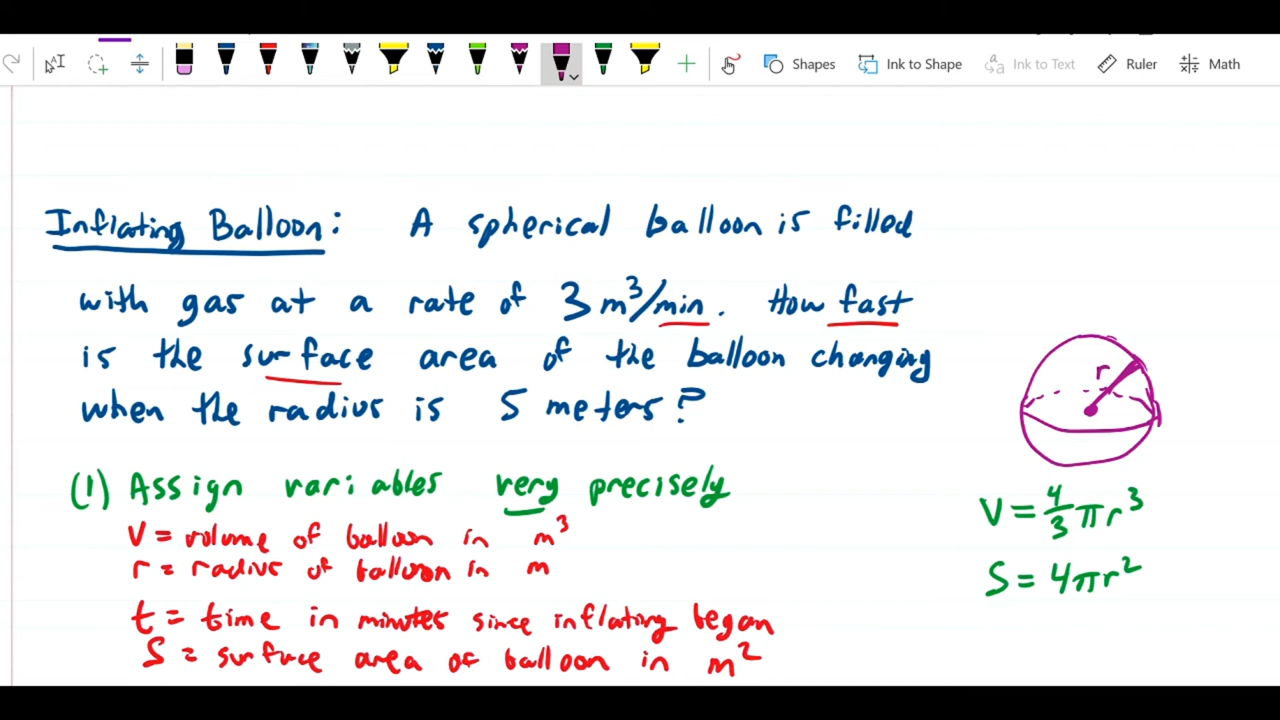 Shapes
Ink to Shape
Ink to Text
Ruler
Math
Inflating Balloon: A spherical balloon is filled
with gas at a rate of 3 m³/min. How fast
is the surface area of the balloon changing
when the radius is 5 meters?
r
(1) Assign variables very precisely
V = volume of balloon in m³
r = radius of balloon in m
t = time in minutes since inflating began
S = surface area of balloon in m²
V = 4/3 πr³
S = 4πr²